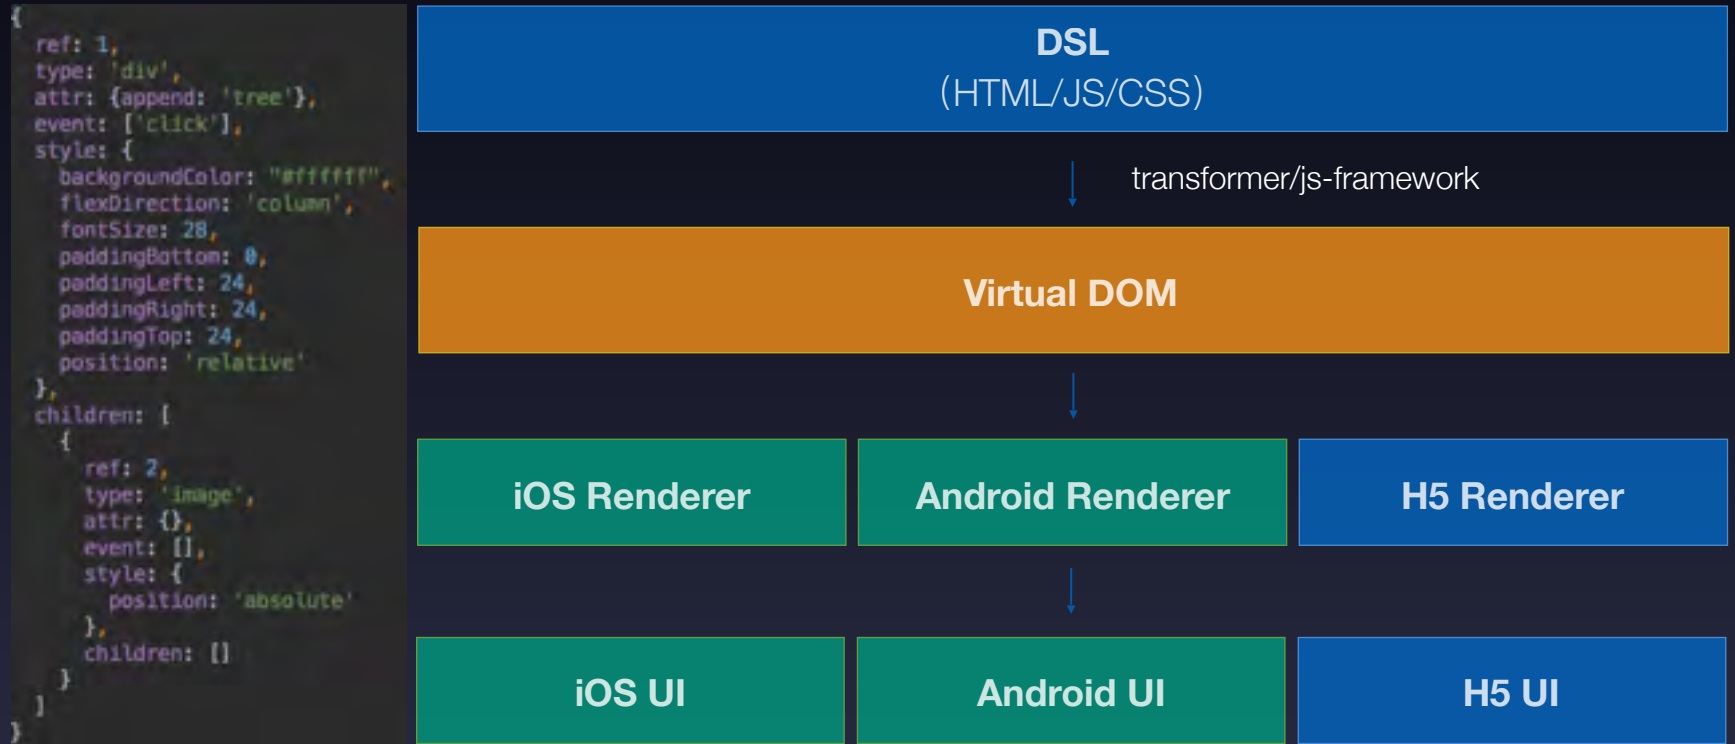 {
ref: 1,
type: 'div',
attr: {append: 'tree'},
event: ['click'],
style: {
backgroundColor: "#ffffff",
flexDirection: 'column',
fontSize: 28,
paddingBottom: 0,
paddingLeft: 24,
paddingRight: 24,
paddingTop: 24,
position: 'relative'
},
children: [
{
ref: 2,
type: 'image',
attr: {},
event: [],
style: {
position: 'absolute'
},
children: []
}
]
}
DSL
(HTML/JS/CSS)
transformer/js-framework
Virtual DOM
iOS Renderer
Android Renderer
H5 Renderer
iOS UI
Android UI
H5 UI